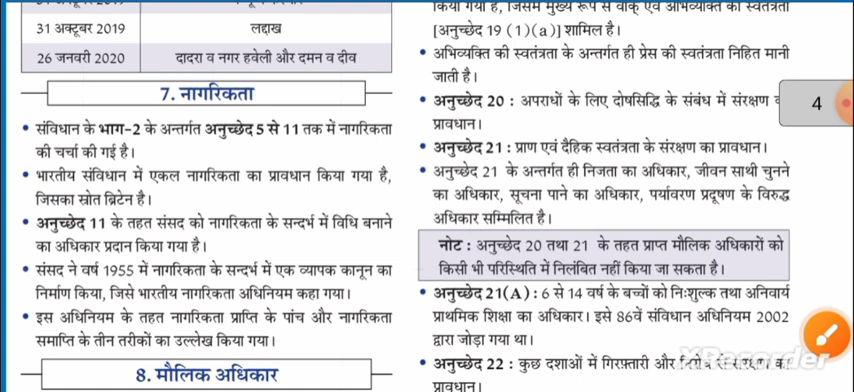 31 अक्टूबर 2019 लद्दाख
26 जनवरी 2020 दादरा व नगर हवेली और दमन व दीव
7. नागरिकता
• संविधान के भाग-2 के अन्तर्गत अनुच्छेद 5 से 11 तक में नागरिकता
की चर्चा की गई है।
• भारतीय संविधान में एकल नागरिकता का प्रावधान किया गया है,
जिसका स्रोत ब्रिटेन है।
• अनुच्छेद 11 के तहत संसद को नागरिकता के सन्दर्भ में विधि बनाने
का अधिकार प्रदान किया गया है।
• संसद ने वर्ष 1955 में नागरिकता के सन्दर्भ में एक व्यापक कानून का
निर्माण किया, जिसे भारतीय नागरिकता अधिनियम कहा गया।
• इस अधिनियम के तहत नागरिकता प्राप्ति के पांच और नागरिकता
समाप्ति के तीन तरीकों का उल्लेख किया गया।
8. मौलिक अधिकार
किया गया है, जिसमें मुख्य रूप से वाक् एवं अभिव्यक्ति की स्वतंत्रता
[अनुच्छेद 19 (1)(a)] शामिल है।
• अभिव्यक्ति की स्वतंत्रता के अन्तर्गत ही प्रेस की स्वतंत्रता निहित मानी
जाती है।
• अनुच्छेद 20 : अपराधों के लिए दोषसिद्धि के संबंध में संरक्षण
प्रावधान।
• अनुच्छेद 21 : प्राण एवं दैहिक स्वतंत्रता के संरक्षण का प्रावधान।
• अनुच्छेद 21 के अन्तर्गत ही निजता का अधिकार, जीवन साथी चुनने
का अधिकार, सूचना पाने का अधिकार, पर्यावरण प्रदूषण के विरुद्ध
अधिकार सम्मिलित है।
नोट : अनुच्छेद 20 तथा 21 के तहत प्राप्त मौलिक अधिकारों को
किसी भी परिस्थिति में निलंबित नहीं किया जा सकता है।
• अनुच्छेद 21(A) : 6 से 14 वर्ष के बच्चों को निःशुल्क तथा अनिवार्य
प्राथमिक शिक्षा का अधिकार। इसे 86वें संविधान अधिनियम 2002
द्वारा जोड़ा गया था।
• अनुच्छेद 22 : कुछ दशाओं में गिरफ़्तारी और निरोध से संरक्षण का
प्रावधान।
4
XRecorder